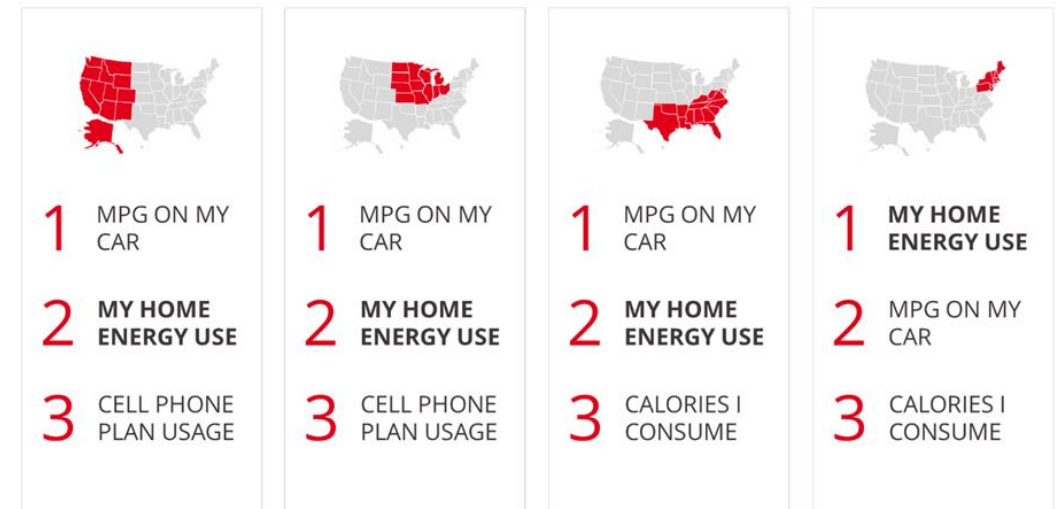 1 MPG ON MY
CAR
2 MY HOME
ENERGY USE
3 CELL PHONE
PLAN USAGE
1 MPG ON MY
CAR
2 MY HOME
ENERGY USE
3 CELL PHONE
PLAN USAGE
1 MPG ON MY
CAR
2 MY HOME
ENERGY USE
3 CALORIES I
CONSUME
1 MY HOME
ENERGY USE
2 MPG ON MY
CAR
3 CALORIES I
CONSUME